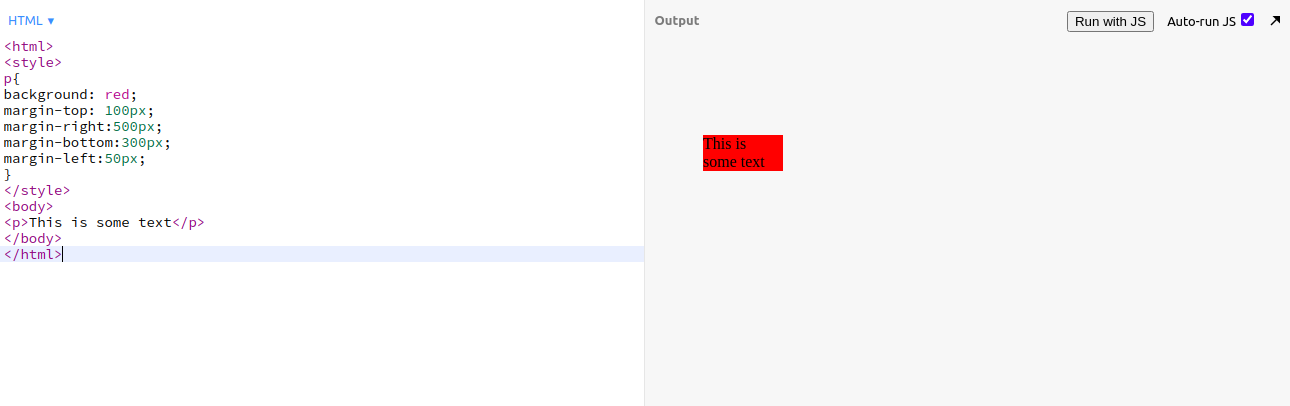 HTML ▾
<html>
<style>
p{
background: red;
margin-top: 100px;
margin-right:500px;
margin-bottom:300px;
margin-left:50px;
}
</style>
<body>
<p>This is some text</p>
</body>
</html>
Output
Run with JS
Auto-run JS
This is
some text